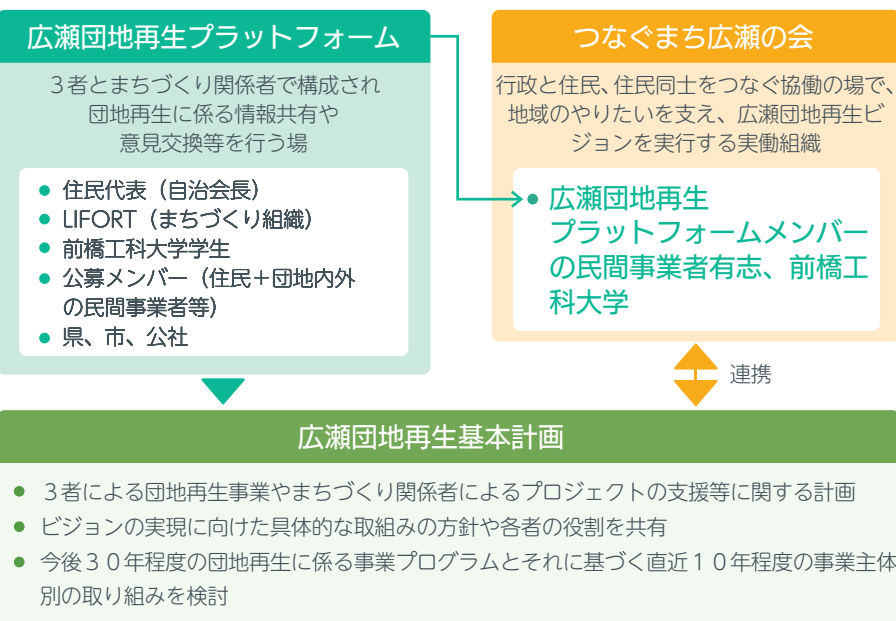 広瀬団地再生プラットフォーム
３者とまちづくり関係者で構成され
団地再生に係る情報共有や
意見交換等を行う場
住民代表（自治会長）
LIFORT（まちづくり組織）
前橋工科大学学生
公募メンバー（住民＋団地内外
の民間事業者等）
県、市、公社
つなぐまち広瀬の会
行政と住民、住民同士をつなぐ協働の場で、
地域のやりたいを支え、広瀬団地再生ビ
ジョンを実行する実働組織
広瀬団地再生
プラットフォームメンバー
の民間事業者有志、前橋工
科大学
連携
広瀬団地再生基本計画
３者による団地再生事業やまちづくり関係者によるプロジェクトの支援等に関する計画
ビジョンの実現に向けた具体的な取組みの方針や各者の役割を共有
今後３０年程度の団地再生に係る事業プログラムとそれに基づく直近１０年程度の事業主体
別の取り組みを検討